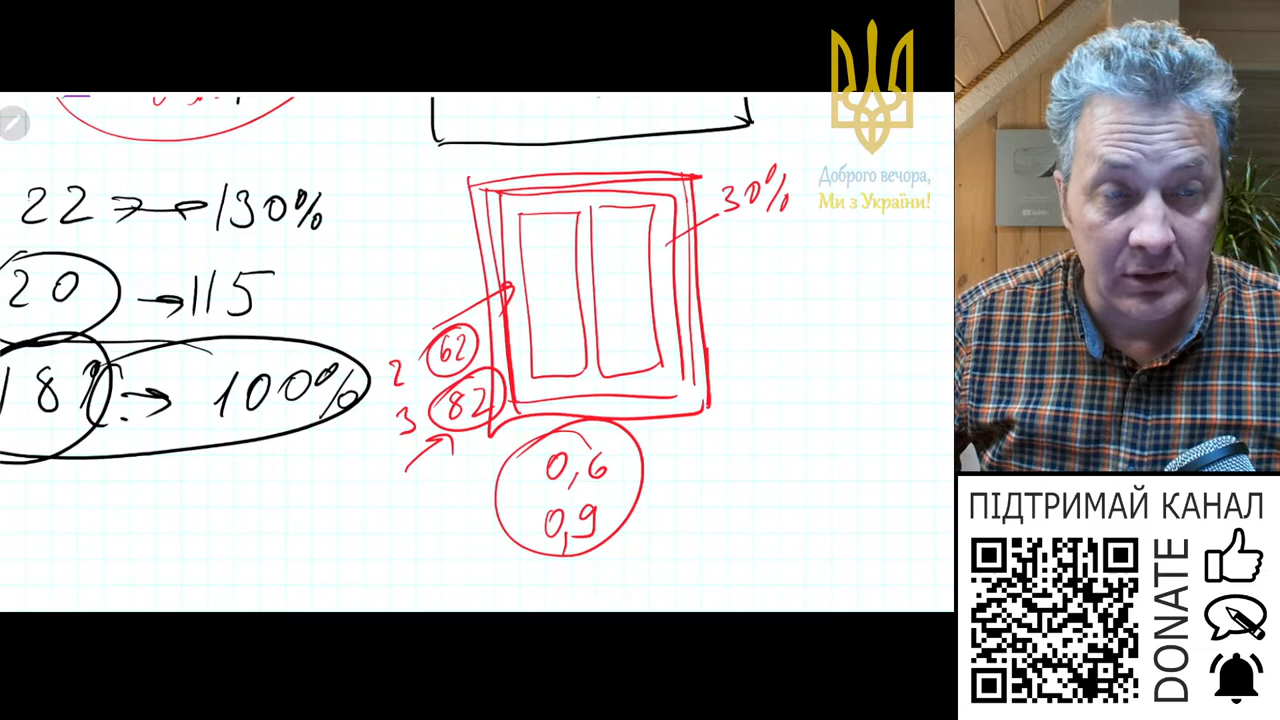 22 → 130%
20 → 115
18 → 100%
30%
2 62
3 82
0,6
0,9
Доброго вечора,
Ми з України!
ПІДТРИМАЙ КАНАЛ
DONATE